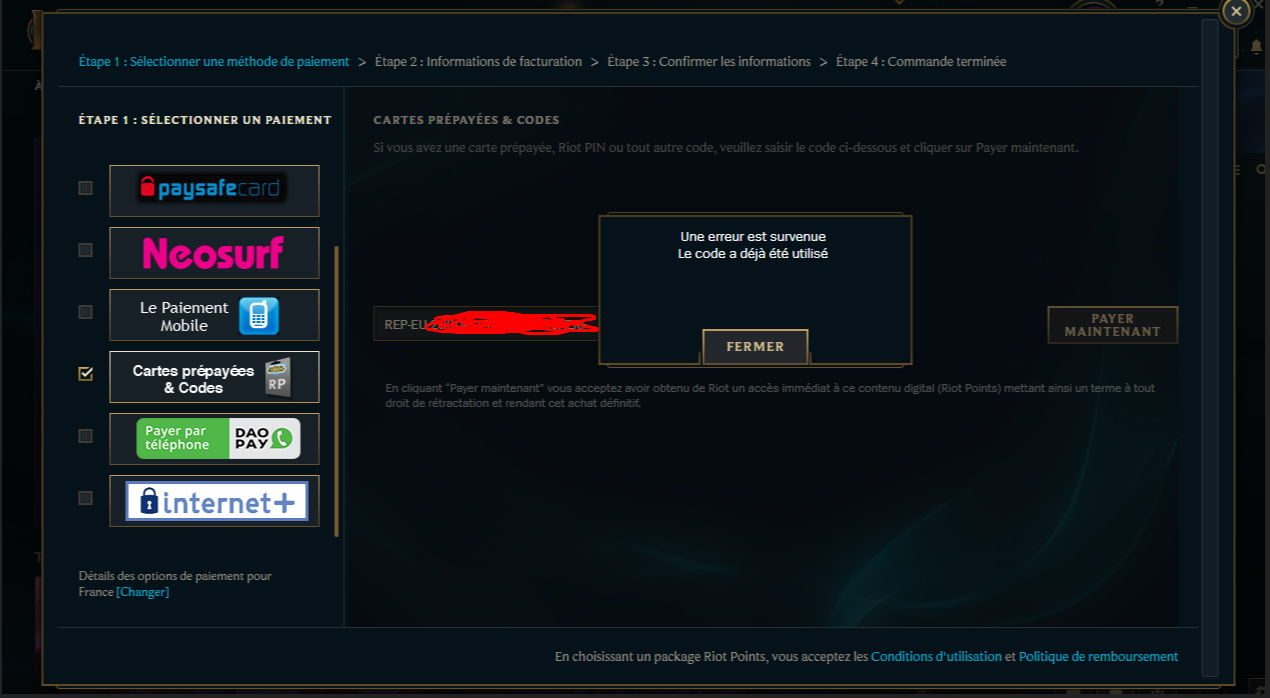 Étape 1 : Sélectionner une méthode de paiement > Étape 2 : Informations de facturation > Étape 3 : Confirmer les informations > Étape 4 : Commande terminée
ÉTAPE 1 : SÉLECTIONNER UN PAIEMENT
paysafecard
Neosurf
Le Paiement
Mobile
Cartes prépayées
& Codes
RP
Payer par
téléphone
DAO
PAY
internet+
Détails des options de paiement pour
France [Changer]
CARTES PRÉPAYÉES & CODES
Si vous avez une carte prépayée, Riot PIN ou tout autre code, veuillez saisir le code ci-dessous et cliquer sur Payer maintenant.
Une erreur est survenue
Le code a déjà été utilisé
FERMER
REP-EU
PAYER
MAINTENANT
En cliquant "Payer maintenant" vous acceptez avoir obtenu de Riot un accès immédiat à ce contenu digital (Riot Points) mettant ainsi un terme à tout
droit de rétractation et rendant cet achat définitif.
En choisissant un package Riot Points, vous acceptez les Conditions d'utilisation et Politique de remboursement